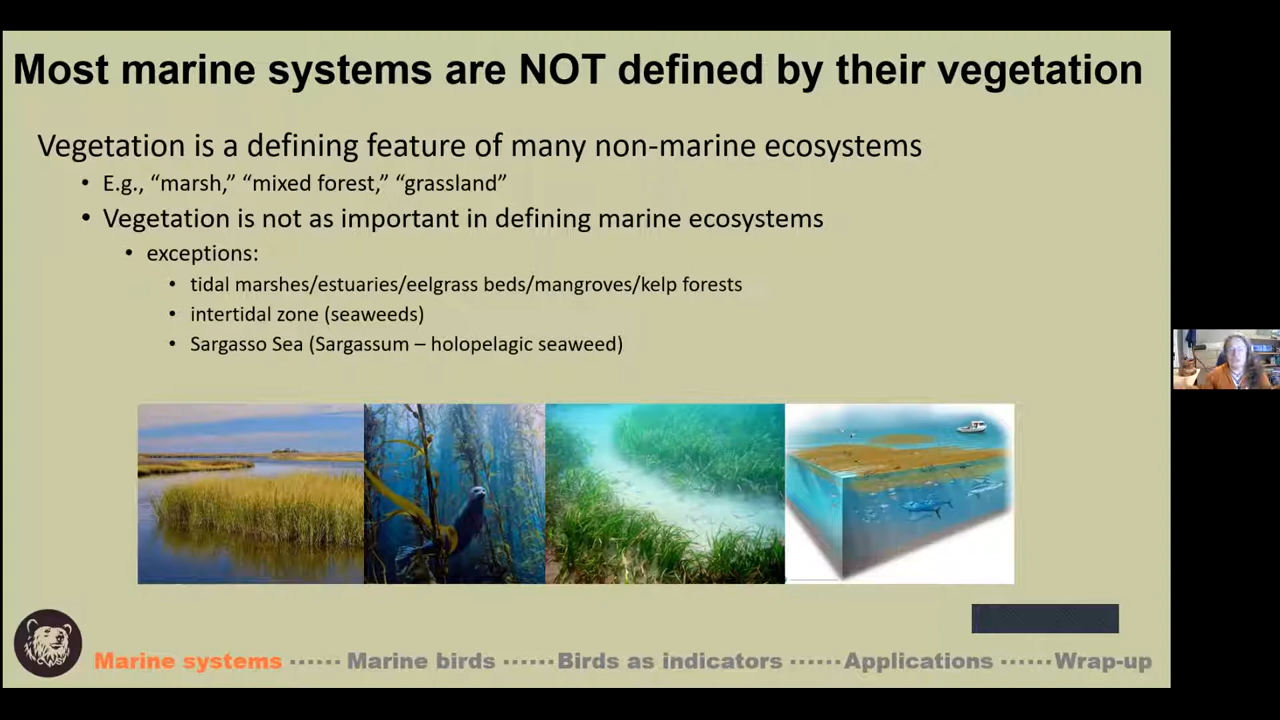 Most marine systems are NOT defined by their vegetation
Vegetation is a defining feature of many non-marine ecosystems
• E.g., “marsh,” “mixed forest,” “grassland”
• Vegetation is not as important in defining marine ecosystems
• exceptions:
• tidal marshes/estuaries/eelgrass beds/mangroves/kelp forests
• intertidal zone (seaweeds)
• Sargasso Sea (Sargassum – holopelagic seaweed)
Marine systems ······ Marine birds ······ Birds as indicators ······ Applications ······ Wrap-up